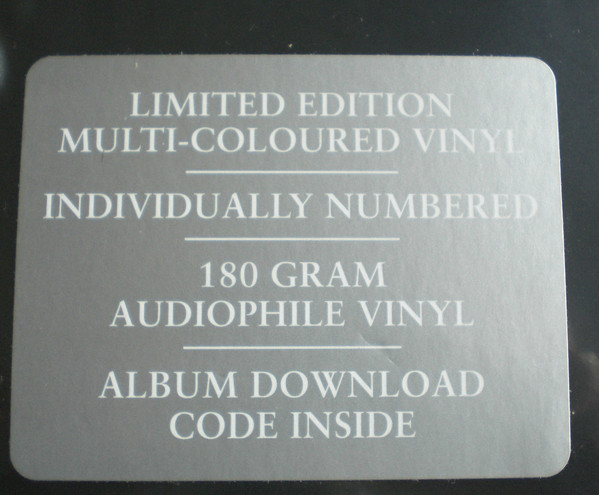 LIMITED EDITION
MULTI-COLOURED VINYL
INDIVIDUALLY NUMBERED
180 GRAM
AUDIOPHILE VINYL
ALBUM DOWNLOAD
CODE INSIDE